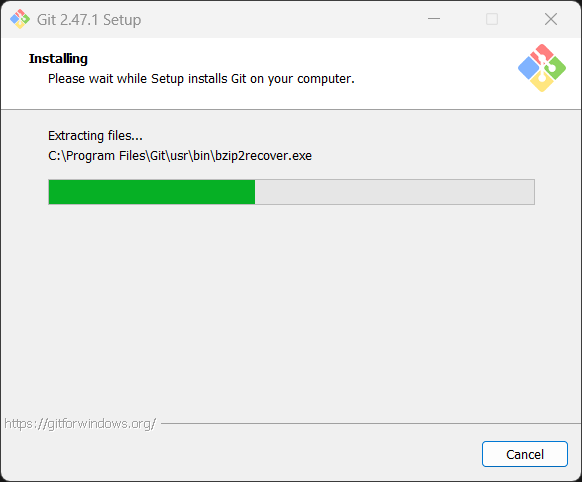 Git 2.47.1 Setup
Installing
Please wait while Setup installs Git on your computer.
Extracting files...
C:\Program Files\Git\usr\bin\bzip2recover.exe
https://gitforwindows.org/
Cancel